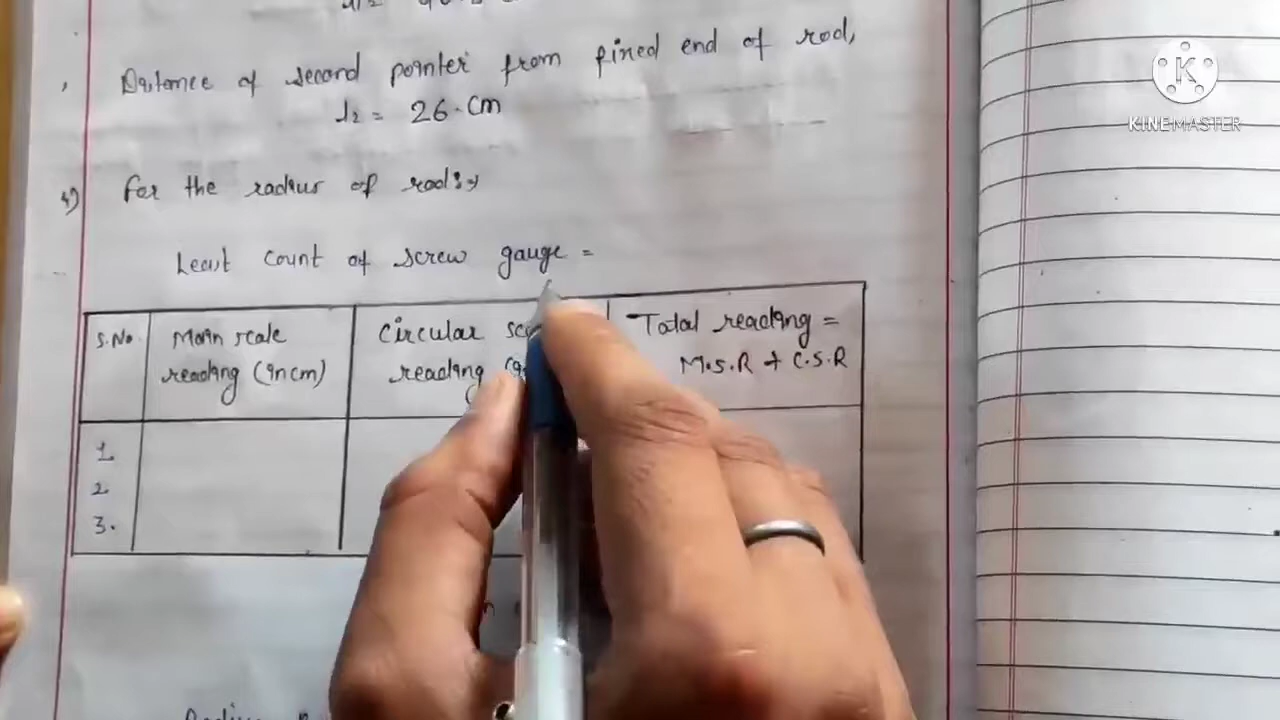 Distance of second pointer from fixed end of rod,
l2 = 26.cm
4) For the radius of rod:→
Least count of screw gauge =
S.No. Main scale reading (in cm) Circular Total reading = M.S.R + C.S.R
reading
1.
2
3.
K
KINEMASTER